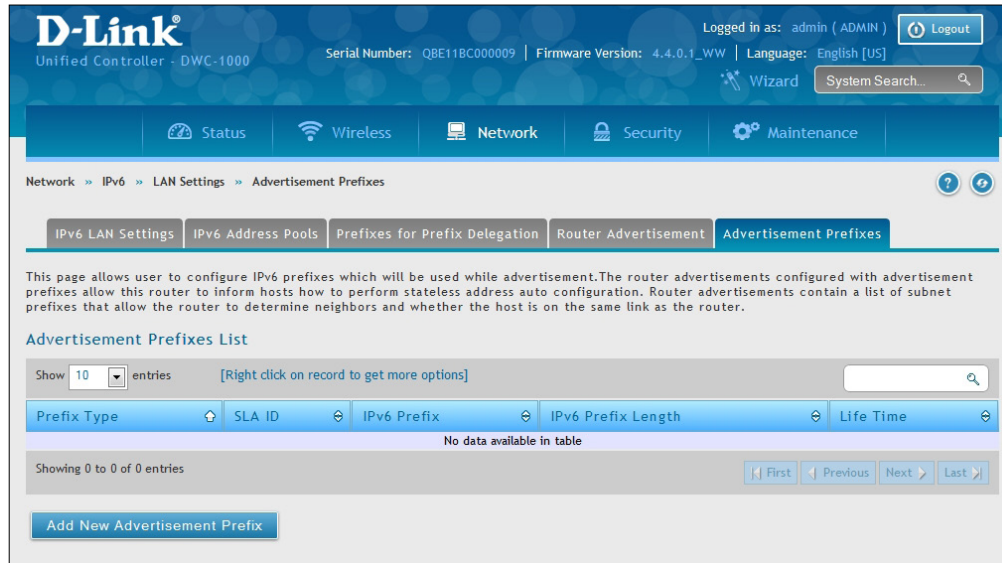 D-Link
Logged in as: admin ( ADMIN ) Logout
Unified Controller - DWC-1000
Serial Number: QBE11BC000009 | Firmware Version: 4.4.0.1_WW | Language: English [US]
Wizard System Search...
Status Wireless Network Security Maintenance
Network » IPv6 » LAN Settings » Advertisement Prefixes
IPv6 LAN Settings IPv6 Address Pools Prefixes for Prefix Delegation Router Advertisement Advertisement Prefixes
This page allows user to configure IPv6 prefixes which will be used while advertisement.The router advertisements configured with advertisement
prefixes allow this router to inform hosts how to perform stateless address auto configuration. Router advertisements contain a list of subnet
prefixes that allow the router to determine neighbors and whether the host is on the same link as the router.
Advertisement Prefixes List
Show 10 entries [Right click on record to get more options]
Prefix Type SLA ID IPv6 Prefix IPv6 Prefix Length Life Time
No data available in table
Showing 0 to 0 of 0 entries
First Previous Next Last
Add New Advertisement Prefix